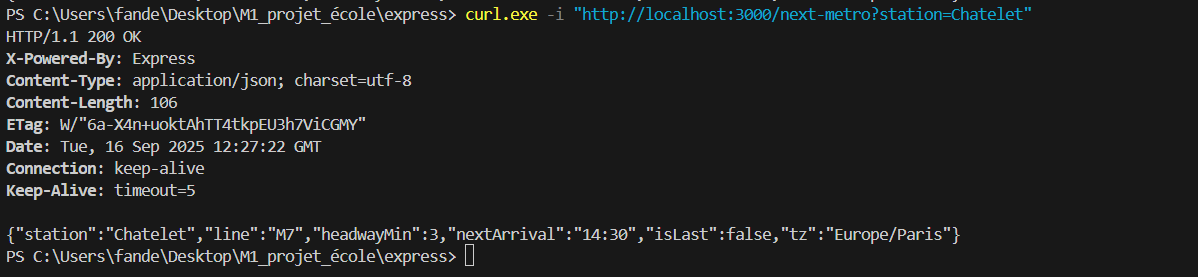 PS C:\Users\fande\Desktop\M1_projet_école\express> curl.exe -i "http://localhost:3000/next-metro?station=Chatelet"
HTTP/1.1 200 OK
X-Powered-By: Express
Content-Type: application/json; charset=utf-8
Content-Length: 106
ETag: W/"6a-X4n+uoktAhTT4tkpEU3h7ViCGMY"
Date: Tue, 16 Sep 2025 12:27:22 GMT
Connection: keep-alive
Keep-Alive: timeout=5

{"station":"Chatelet","line":"M7","headwayMin":3,"nextArrival":"14:30","isLast":false,"tz":"Europe/Paris"}
PS C:\Users\fande\Desktop\M1_projet_école\express>